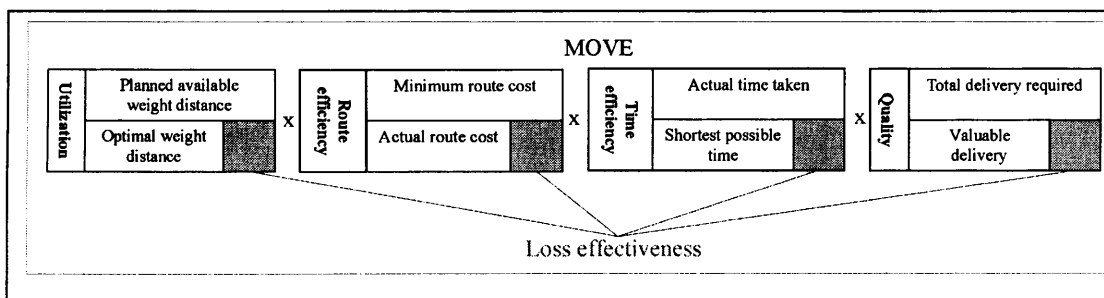 MOVE
Utilization
Planned available
weight distance
Optimal weight
distance
x
Route
efficiency
Minimum route cost
Actual route cost
x
Time
efficiency
Actual time taken
Shortest possible
time
x
Quality
Total delivery required
Valuable
delivery
Loss effectiveness